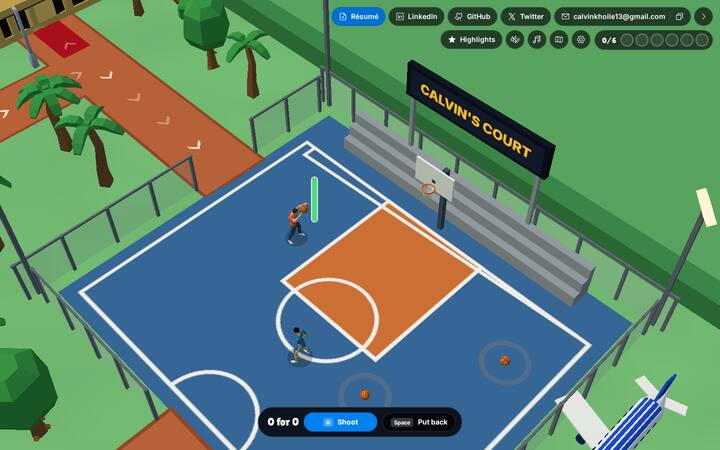 Résumé
LinkedIn
GitHub
Twitter
calvinkhoile13@gmail.com
Highlights
0/6
CALVIN'S COURT
0 for 0
Shoot
Space
Put back